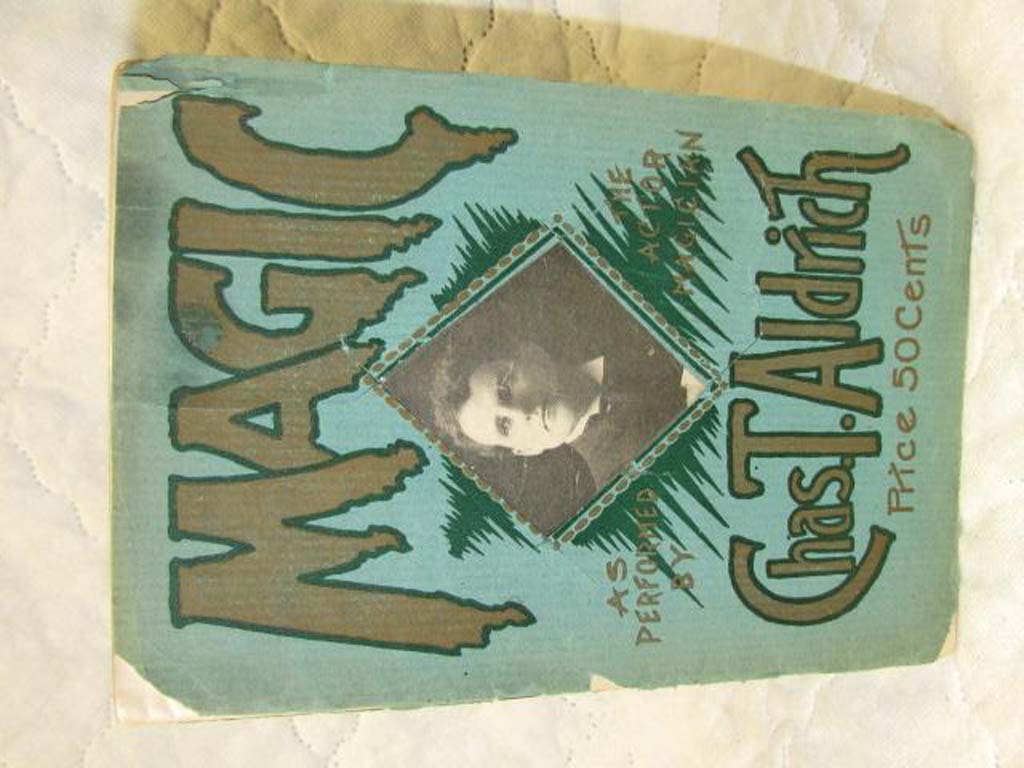 MAGIC
AS PERFORMED BY
THE ACTOR MAGICIAN
Chas. T. Aldrich
Price 50 Cents